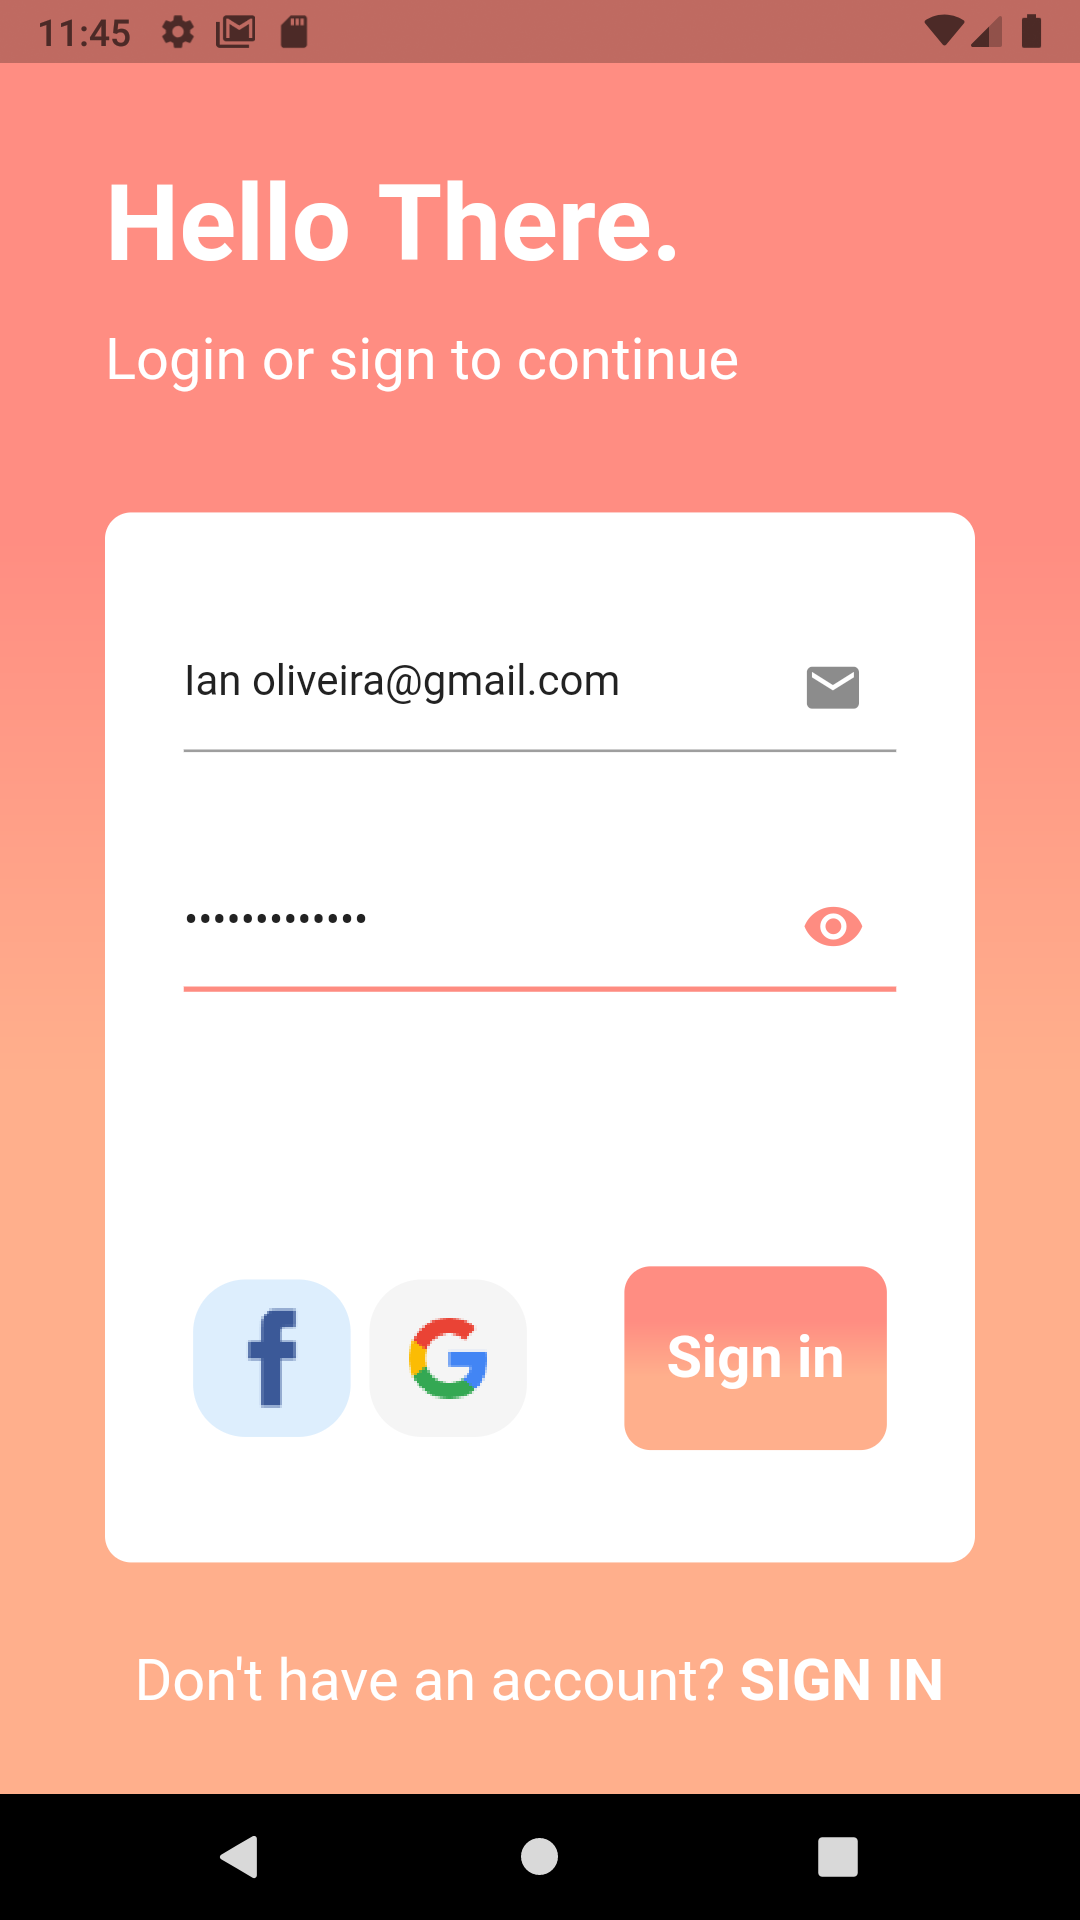 11:45
Hello There.
Login or sign to continue
Ian oliveira@gmail.com
•••••••••••••
Sign in
Don't have an account? SIGN IN